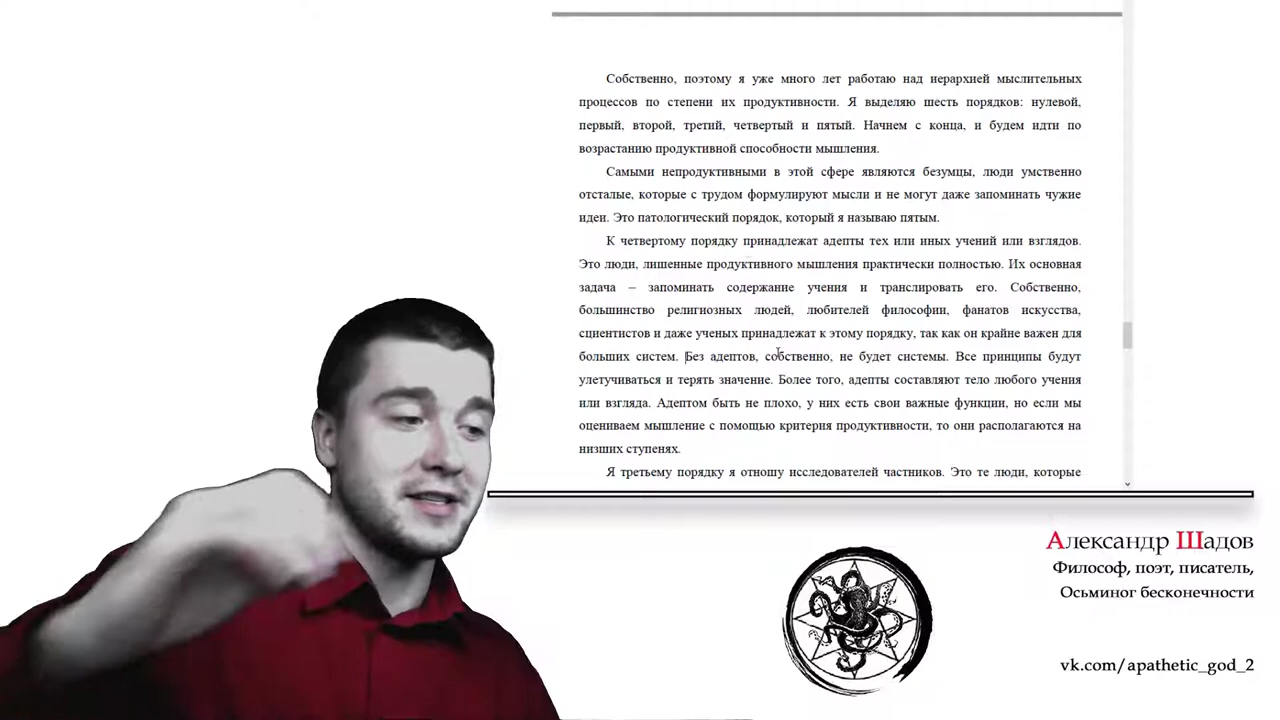 Собственно, поэтому я уже много лет работаю над иерархией мыслительных
процессов по степени их продуктивности. Я выделяю шесть порядков: нулевой,
первый, второй, третий, четвертый и пятый. Начнем с конца, и будем идти по
возрастанию продуктивной способности мышления.
Самыми непродуктивными в этой сфере являются безумцы, люди умственно
отсталые, которые с трудом формулируют мысли и не могут даже запоминать чужие
идеи. Это патологический порядок, который я называю пятым.
К четвертому порядку принадлежат адепты тех или иных учений или взглядов.
Это люди, лишенные продуктивного мышления практически полностью. Их основная
задача – запоминать содержание учения и транслировать его. Собственно,
большинство религиозных людей, любителей философии, фанатов искусства,
сциентистов и даже ученых принадлежат к этому порядку, так как он крайне важен для
больших систем. Без адептов, собственно, не будет системы. Все принципы будут
улетучиваться и терять значение. Более того, адепты составляют тело любого учения
или взгляда. Адептом быть не плохо, у них есть свои важные функции, но если мы
оцениваем мышление с помощью критерия продуктивности, то они располагаются на
низших ступенях.
Я третьему порядку я отношу исследователей частников. Это те люди, которые
Александр Шадов
Философ, поэт, писатель,
Осьминог бесконечности
vk.com/apathetic_god_2